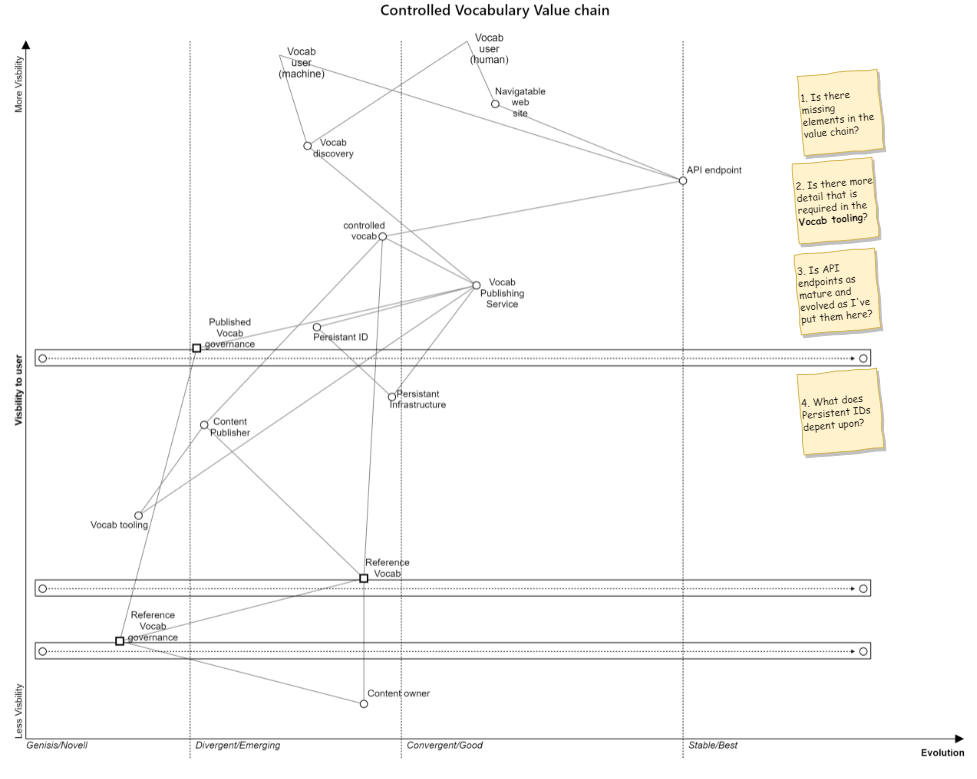 Controlled Vocabulary Value chain
More Visbility
Visbility to user
Less Visbility
Vocab
user
(machine)
Vocab
user
(human)
Navigatable
web
site
Vocab
discovery
API endpoint
controlled
vocab
Vocab
Publishing
Service
Published
Vocab
governance
Persistant ID
Persistant
Infrastructure
Content
Publisher
Vocab tooling
Reference
Vocab
Reference
Vocab
governance
Content owner
1. Is there
missing
elements in the
value chain?
2. Is there more
detail that is
required in the
Vocab tooling?
3. Is API
endpoints as
mature and
evolved as I've
put them here?
4. What does
Persistent IDs
depent upon?
Genisis/Novell
Divergent/Emerging
Convergent/Good
Stable/Best
Evolution